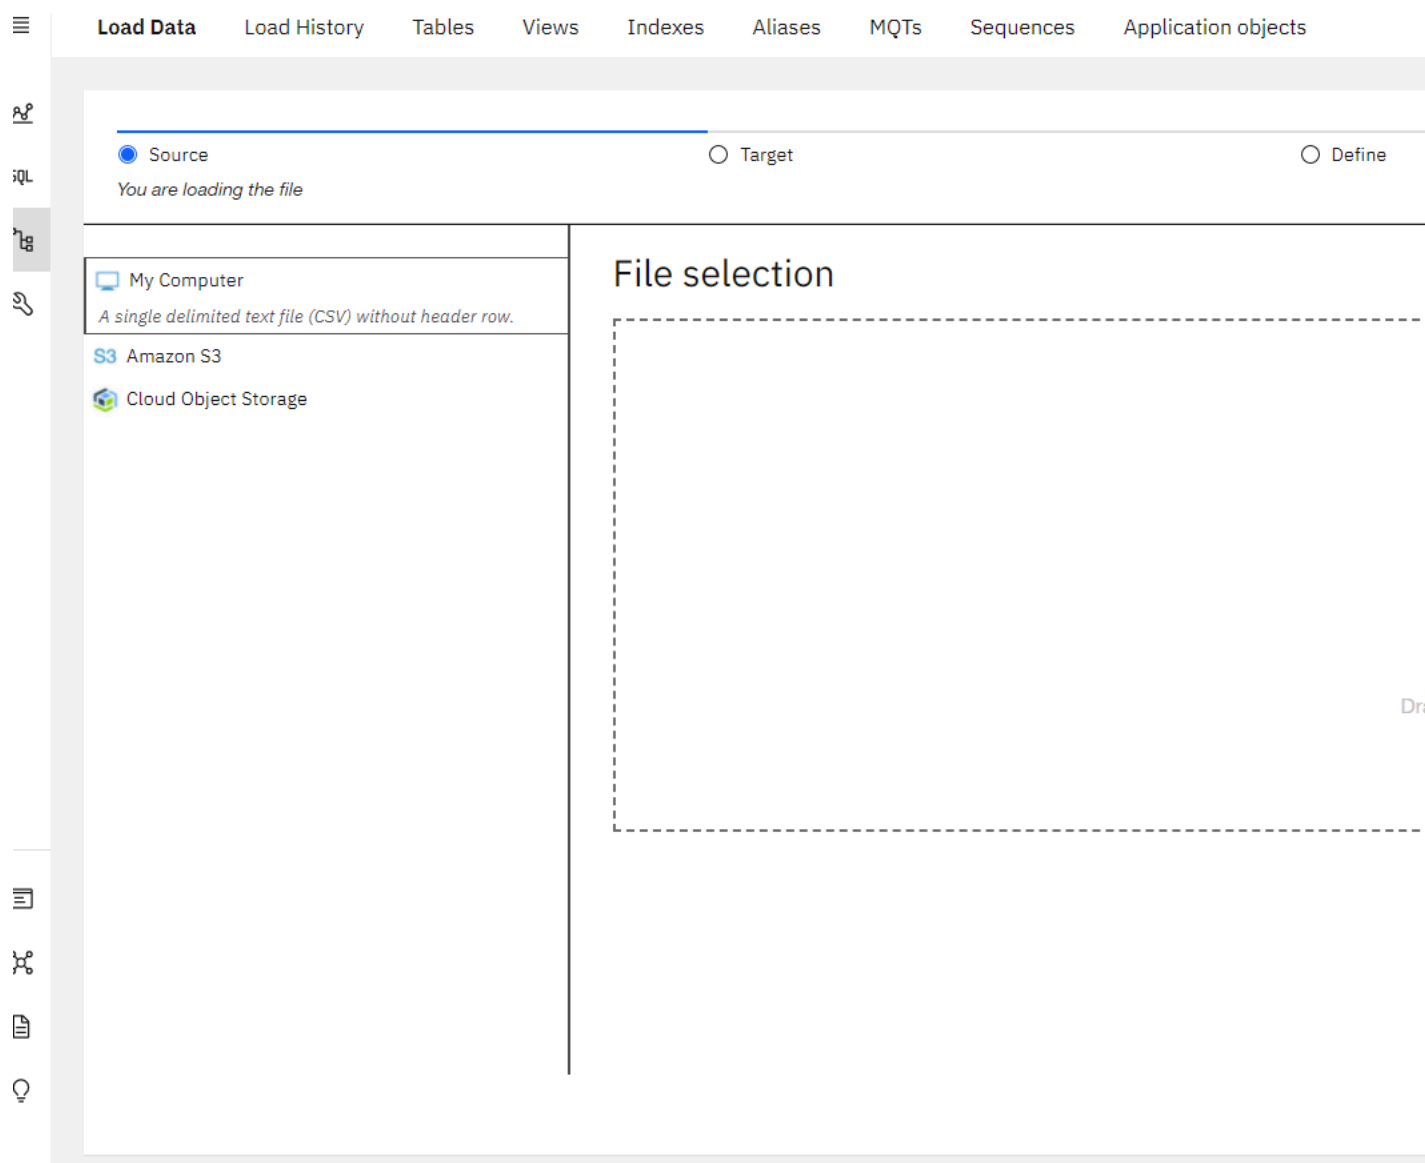 Load Data Load History Tables Views Indexes Aliases MQTs Sequences Application objects
Source Target Define
You are loading the file
SQL
My Computer
A single delimited text file (CSV) without header row.
S3 Amazon S3
Cloud Object Storage
File selection